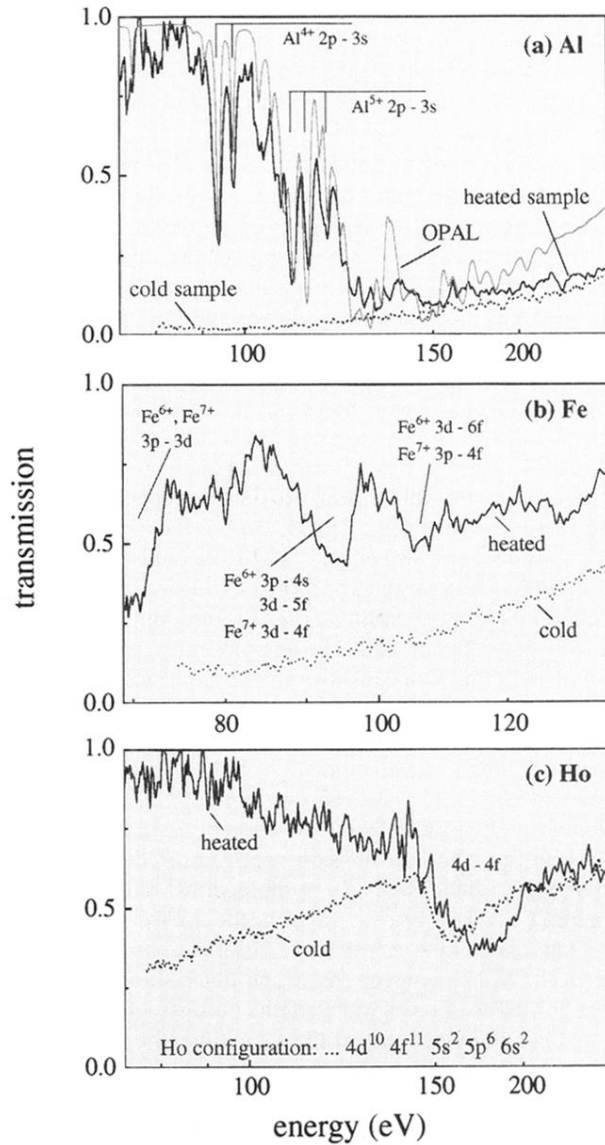 transmission
(a) Al
Al⁴⁺ 2p - 3s
Al⁵⁺ 2p - 3s
heated sample
OPAL
cold sample
1.0
0.5
0.0
100
150
200
(b) Fe
Fe⁶⁺, Fe⁷⁺
3p - 3d
Fe⁶⁺ 3d - 6f
Fe⁷⁺ 3p - 4f
heated
Fe⁶⁺ 3p - 4s
3d - 5f
Fe⁷⁺ 3d - 4f
cold
1.0
0.5
0.0
80
100
120
(c) Ho
heated
4d - 4f
cold
Ho configuration: ... 4d¹⁰ 4f¹¹ 5s² 5p⁶ 6s²
1.0
0.5
0.0
100
150
200
energy (eV)